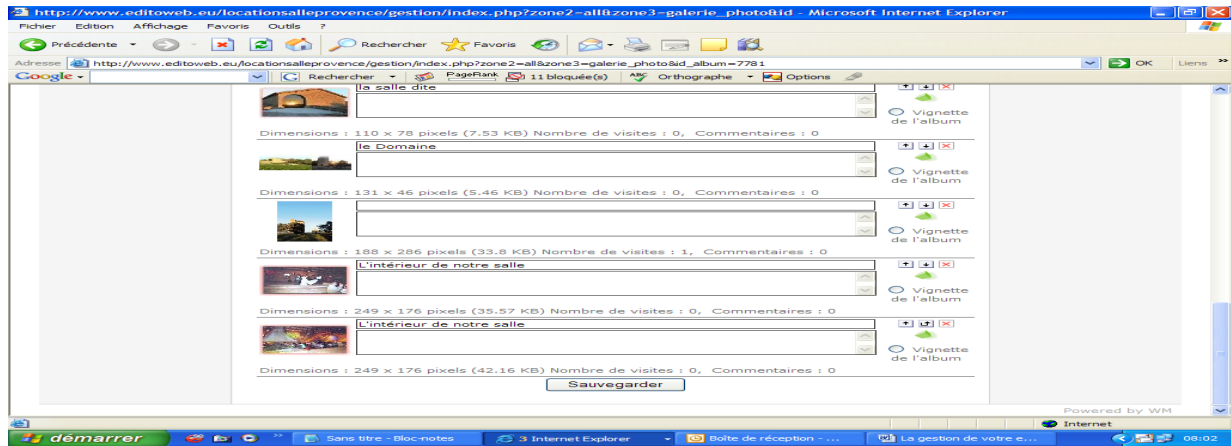 http://www.editoweb.eu/locationsalleprovence/gestion/index.php?zone2=all&zone3=galerie_photo&id - Microsoft Internet Explorer
Fichier Edition Affichage Favoris Outils ?
Précédente Rechercher Favoris
Adresse http://www.editoweb.eu/locationsalleprovence/gestion/index.php?zone2=all&zone3=galerie_photo&id_album=7781 OK Liens »
Google Rechercher PageRank 11 bloquée(s) ABC Orthographe Options
la salle dite
Vignette
de l'album
Dimensions : 110 x 78 pixels (7.53 KB) Nombre de visites : 0, Commentaires : 0
le Domaine
Vignette
de l'album
Dimensions : 131 x 46 pixels (5.46 KB) Nombre de visites : 0, Commentaires : 0
Vignette
de l'album
Dimensions : 188 x 286 pixels (33.8 KB) Nombre de visites : 1, Commentaires : 0
L'intérieur de notre salle
Vignette
de l'album
Dimensions : 249 x 176 pixels (35.57 KB) Nombre de visites : 0, Commentaires : 0
L'intérieur de notre salle
Vignette
de l'album
Dimensions : 249 x 176 pixels (42.16 KB) Nombre de visites : 0, Commentaires : 0
Sauvegarder
Powered by WM
Internet
démarrer » Sans titre - Bloc-notes 3 Internet Explorer Boîte de réception - ... La gestion de votre e... 08:02